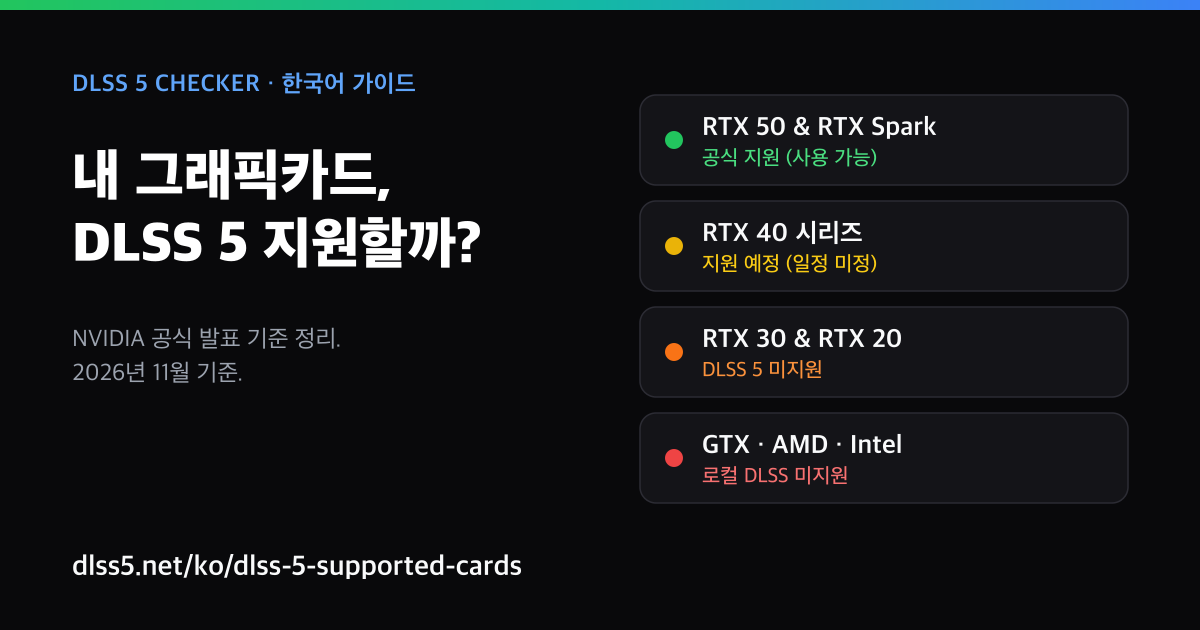 DLSS 5 CHECKER · 한국어 가이드
내 그래픽카드,
DLSS 5 지원할까?
NVIDIA 공식 발표 기준 정리.
2026년 11월 기준.
RTX 50 & RTX Spark
공식 지원 (사용 가능)
RTX 40 시리즈
지원 예정 (일정 미정)
RTX 30 & RTX 20
DLSS 5 미지원
GTX · AMD · Intel
로컬 DLSS 미지원
dlss5.net/ko/dlss-5-supported-cards